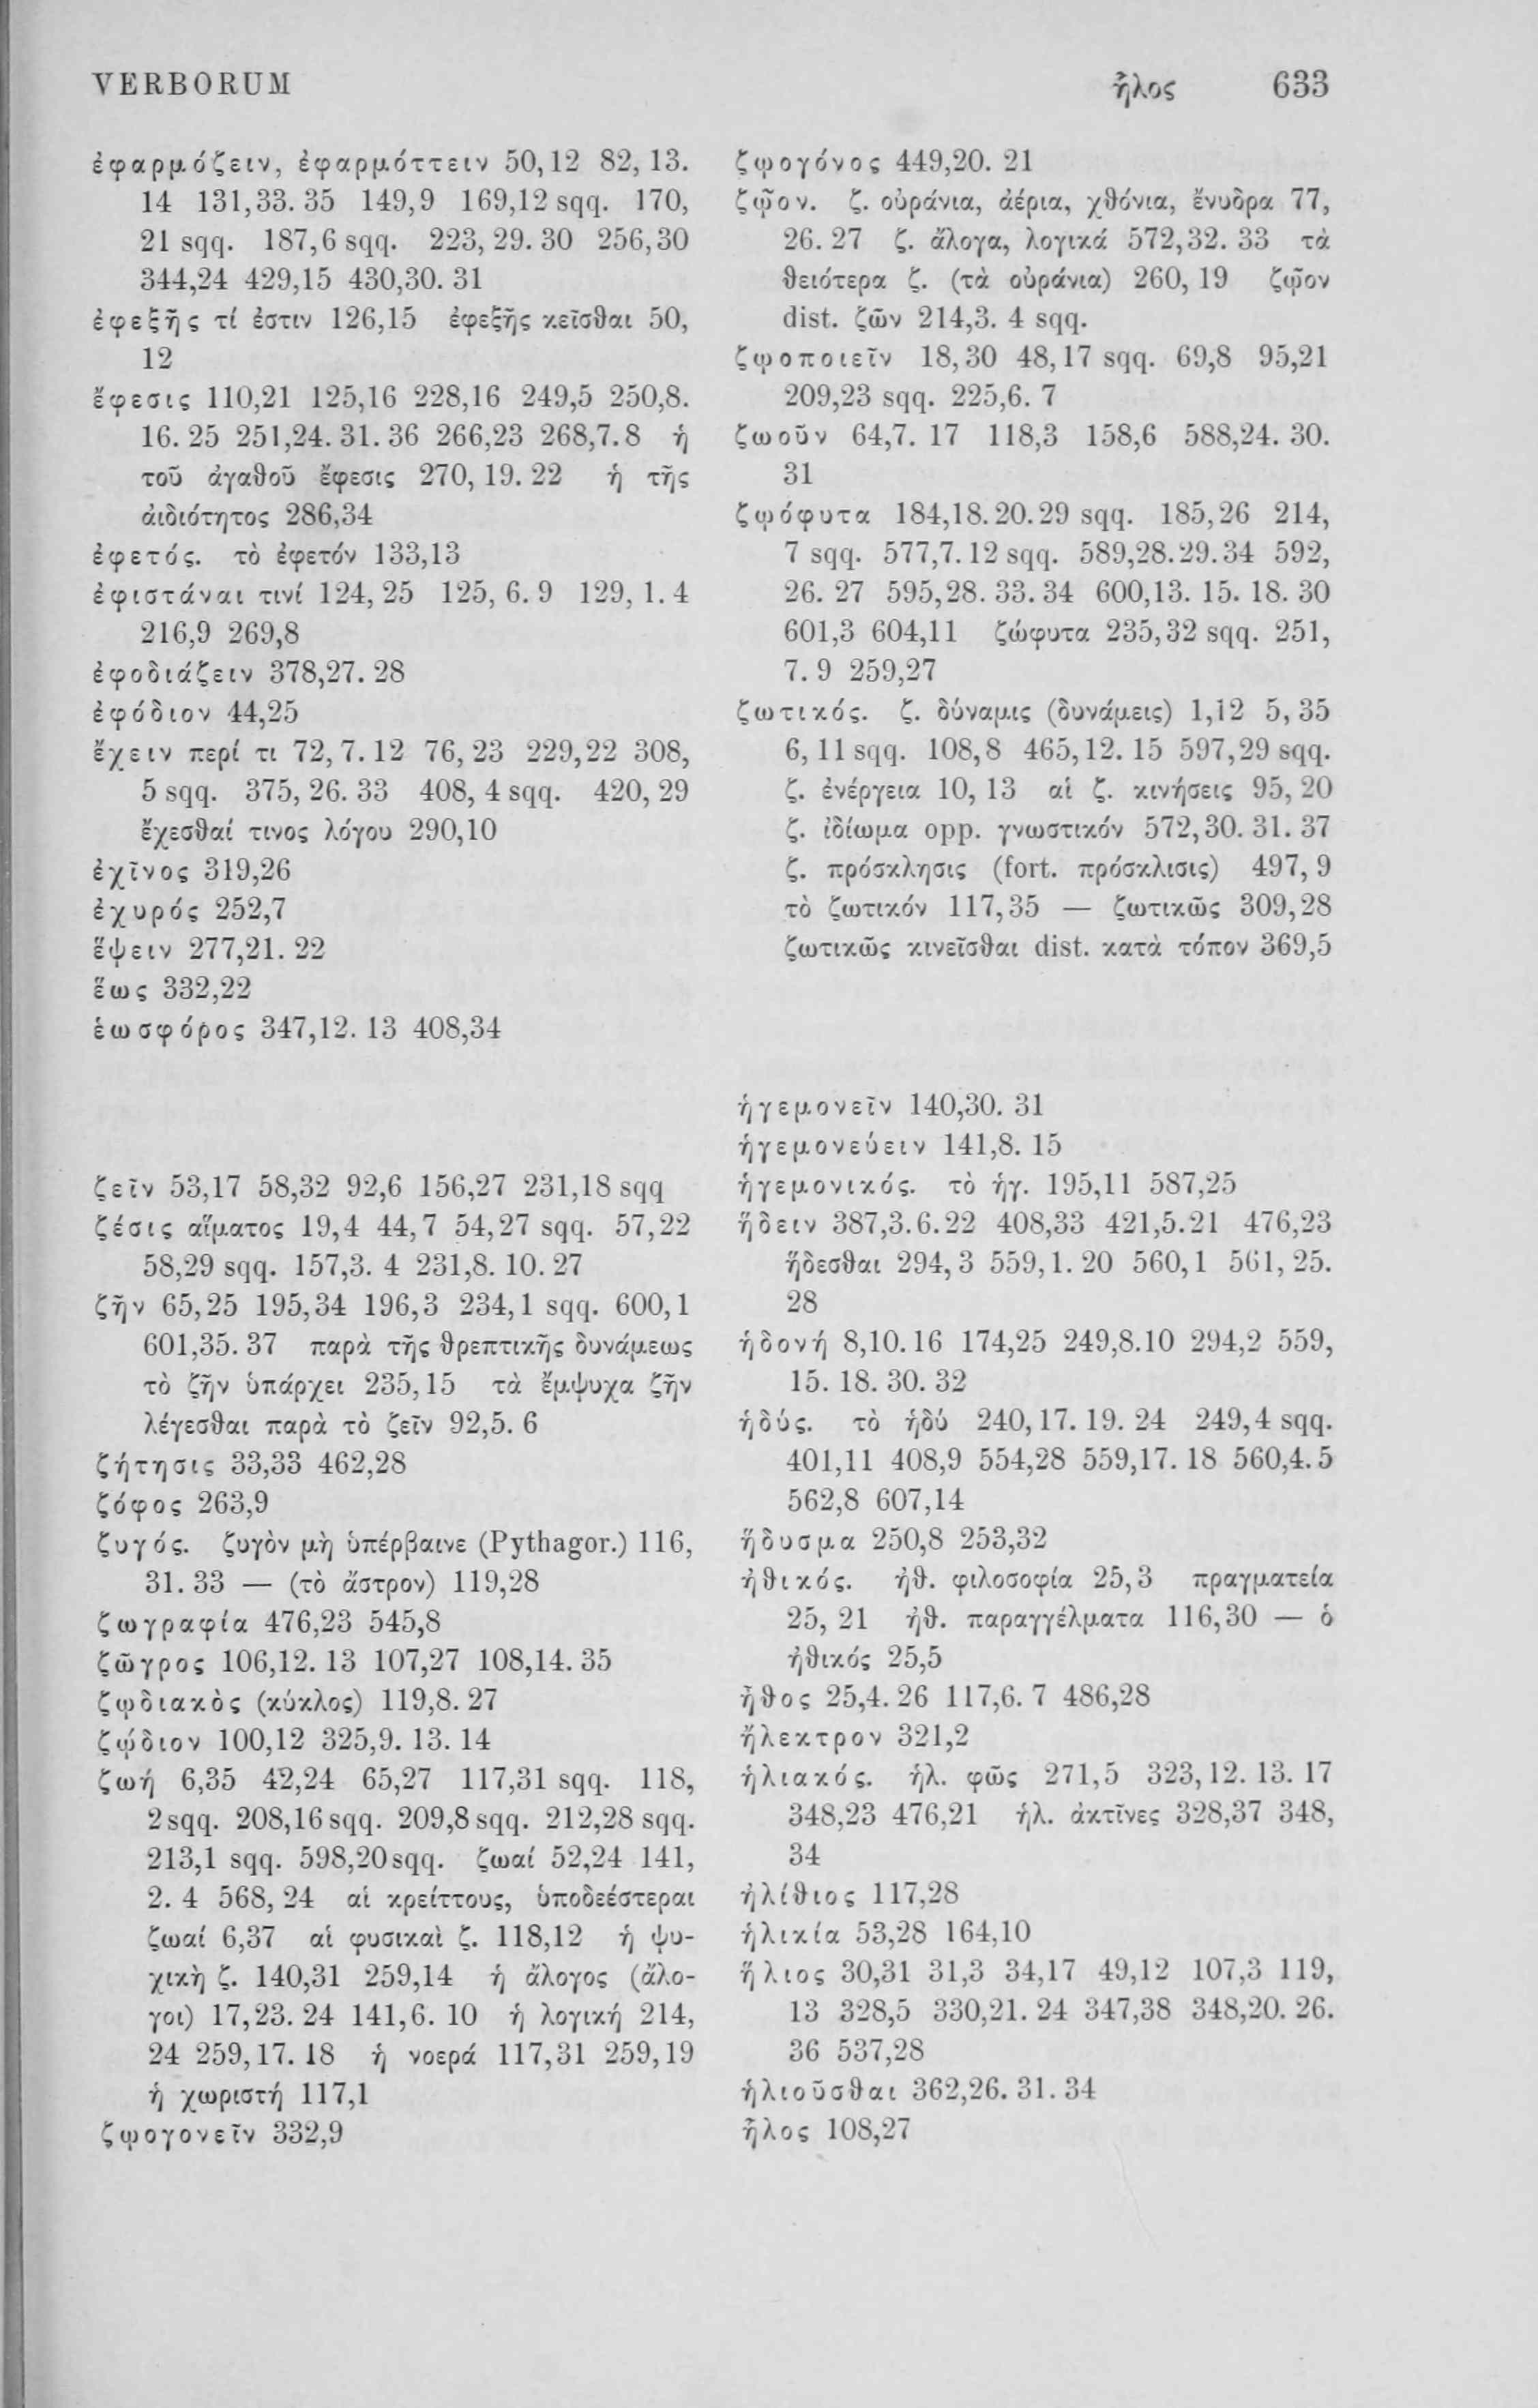 VERBORUM ἧλος 633
ἐφαρμόζειν, ἐφαρμόττειν 50,12 82,13.
14 131,33. 35 149,9 169,12 sqq. 170,
21 sqq. 187,6 sqq. 223,29. 30 256,30
344,24 429,15 430,30. 31
ἐφεξῆς τί ἐστιν 126,15 ἐφεξῆς κεῖσθαι 50,
12
ἔφεσις 110,21 125,16 228,16 249,5 250,8.
16. 25 251,24. 31. 36 266,23 268,7. 8 ἡ
τοῦ ἀγαθοῦ ἔφεσις 270,19. 22 ἡ τῆς
ἀιδιότητος 286,34
ἐφετός. τὸ ἐφετόν 133,13
ἐφιστάναι τινί 124,25 125,6. 9 129,1. 4
216,9 269,8
ἐφοδιάζειν 378,27. 28
ἐφόδιον 44,25
ἔχειν περί τι 72,7. 12 76,23 229,22 308,
5 sqq. 375,26. 33 408,4 sqq. 420,29
ἔχεσθαί τινος λόγου 290,10
ἐχῖνος 319,26
ἐχυρός 252,7
ἕψειν 277,21. 22
ἕως 332,22
ἑωσφόρος 347,12. 13 408,34
ζεῖν 53,17 58,32 92,6 156,27 231,18 sqq
ζέσις αἵματος 19,4 44,7 54,27 sqq. 57,22
58,29 sqq. 157,3. 4 231,8. 10. 27
ζῆν 65,25 195,34 196,3 234,1 sqq. 600,1
601,35. 37 παρὰ τῆς θρεπτικῆς δυνάμεως
τὸ ζῆν ὑπάρχει 235,15 τὰ ἔμψυχα ζῆν
λέγεσθαι παρὰ τὸ ζεῖν 92,5. 6
ζήτησις 33,33 462,28
ζόφος 263,9
ζυγός. ζυγὸν μὴ ὑπέρβαινε (Pythagor.) 116,
31. 33 — (τὸ ἄστρον) 119,28
ζωγραφία 476,23 545,8
ζῶγρος 106,12. 13 107,27 108,14. 35
ζῳδιακὸς (κύκλος) 119,8. 27
ζῴδιον 100,12 325,9. 13. 14
ζωή 6,35 42,24 65,27 117,31 sqq. 118,
2 sqq. 208,16 sqq. 209,8 sqq. 212,28 sqq.
213,1 sqq. 598,20 sqq. ζωαί 52,24 141,
2. 4 568,24 αἱ κρείττους, ὑποδεέστεραι
ζωαί 6,37 αἱ φυσικαὶ ζ. 118,12 ἡ ψυ-
χικὴ ζ. 140,31 259,14 ἡ ἄλογος (ἄλο-
γοι) 17,23. 24 141,6. 10 ἡ λογική 214,
24 259,17. 18 ἡ νοερά 117,31 259,19
ἡ χωριστή 117,1
ζῳογονεῖν 332,9
ζῳογόνος 449,20. 21
ζῷον. ζ. οὐράνια, ἀέρια, χθόνια, ἔνυδρα 77,
26. 27 ζ. ἄλογα, λογικά 572,32. 33 τὰ
θειότερα ζ. (τὰ οὐράνια) 260,19 ζῷον
dist. ζῶν 214,3. 4 sqq.
ζῳοποιεῖν 18,30 48,17 sqq. 69,8 95,21
209,23 sqq. 225,6. 7
ζωοῦν 64,7. 17 118,3 158,6 588,24. 30.
31
ζῳόφυτα 184,18. 20. 29 sqq. 185,26 214,
7 sqq. 577,7. 12 sqq. 589,28. 29. 34 592,
26. 27 595,28. 33. 34 600,13. 15. 18. 30
601,3 604,11 ζώφυτα 235,32 sqq. 251,
7. 9 259,27
ζωτικός. ζ. δύναμις (δυνάμεις) 1,12 5,35
6,11 sqq. 108,8 465,12. 15 597,29 sqq.
ζ. ἐνέργεια 10,13 αἱ ζ. κινήσεις 95,20
ζ. ἰδίωμα opp. γνωστικόν 572,30. 31. 37
ζ. πρόσκλησις (fort. πρόσκλισις) 497,9
τὸ ζωτικόν 117,35 — ζωτικῶς 309,28
ζωτικῶς κινεῖσθαι dist. κατὰ τόπον 369,5
ἡγεμονεῖν 140,30. 31
ἡγεμονεύειν 141,8. 15
ἡγεμονικός. τὸ ἡγ. 195,11 587,25
ἥδειν 387,3. 6. 22 408,33 421,5. 21 476,23
ἥδεσθαι 294,3 559,1. 20 560,1 561,25.
28
ἡδονή 8,10. 16 174,25 249,8. 10 294,2 559,
15. 18. 30. 32
ἡδύς. τὸ ἡδύ 240,17. 19. 24 249,4 sqq.
401,11 408,9 554,28 559,17. 18 560,4. 5
562,8 607,14
ἥδυσμα 250,8 253,32
ἠθικός. ἠθ. φιλοσοφία 25,3 πραγματεία
25,21 ἠθ. παραγγέλματα 116,30 — ὁ
ἠθικός 25,5
ἦθος 25,4. 26 117,6. 7 486,28
ἤλεκτρον 321,2
ἡλιακός. ἡλ. φῶς 271,5 323,12. 13. 17
348,23 476,21 ἡλ. ἀκτῖνες 328,37 348,
34
ἠλίθιος 117,28
ἡλικία 53,28 164,10
ἥλιος 30,31 31,3 34,17 49,12 107,3 119,
13 328,5 330,21. 24 347,38 348,20. 26.
36 537,28
ἡλιοῦσθαι 362,26. 31. 34
ἧλος 108,27